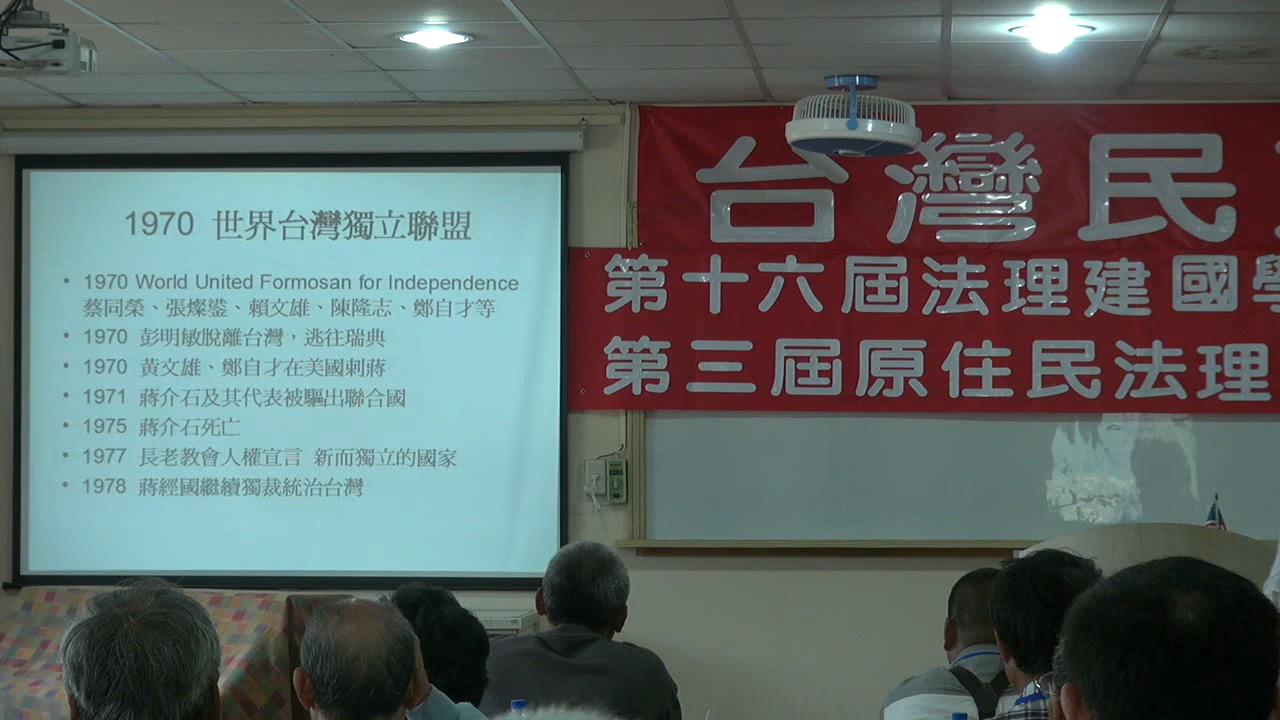 1970 世界台灣獨立聯盟
• 1970 World United Formosan for Independence
蔡同榮、張燦鍙、賴文雄、陳隆志、鄭自才等
• 1970 彭明敏脫離台灣，逃往瑞典
• 1970 黃文雄、鄭自才在美國刺蔣
• 1971 蔣介石及其代表被驅出聯合國
• 1975 蔣介石死亡
• 1977 長老教會人權宣言 新而獨立的國家
• 1978 蔣經國繼續獨裁統治台灣
台灣民
第十六屆法理建國學
第三屆原住民法理